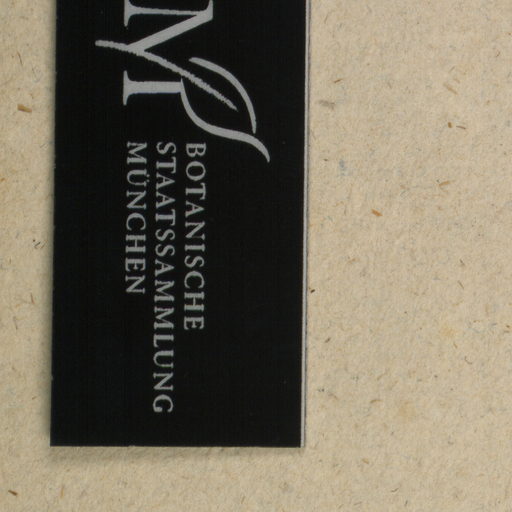 M
BOTANISCHE
STAATSSAMMLUNG
MÜNCHEN